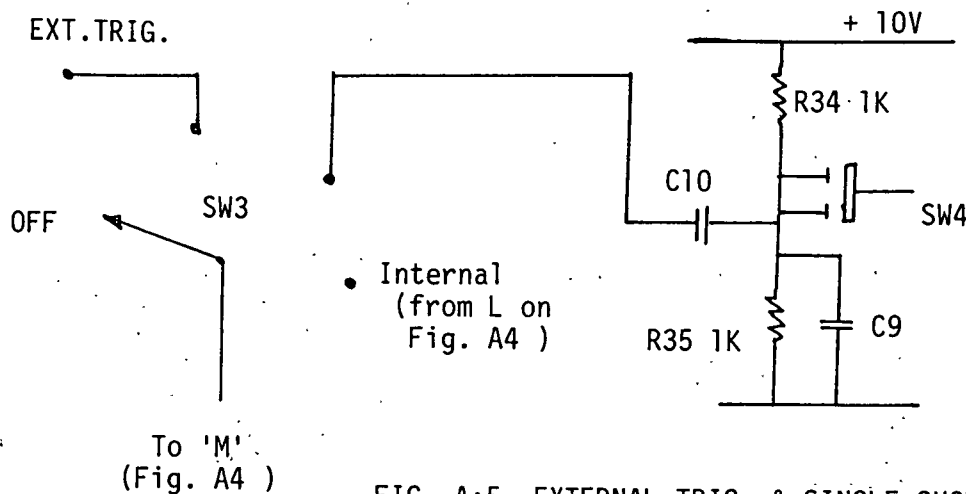 EXT.TRIG.
+ 10V
R34 1K
C10
SW3
OFF
SW4
Internal
(from L on
Fig. A4 )
R35 1K
C9
To 'M'
(Fig. A4 )
FIG. A.5 EXTERNAL TRIG. & SINGLE